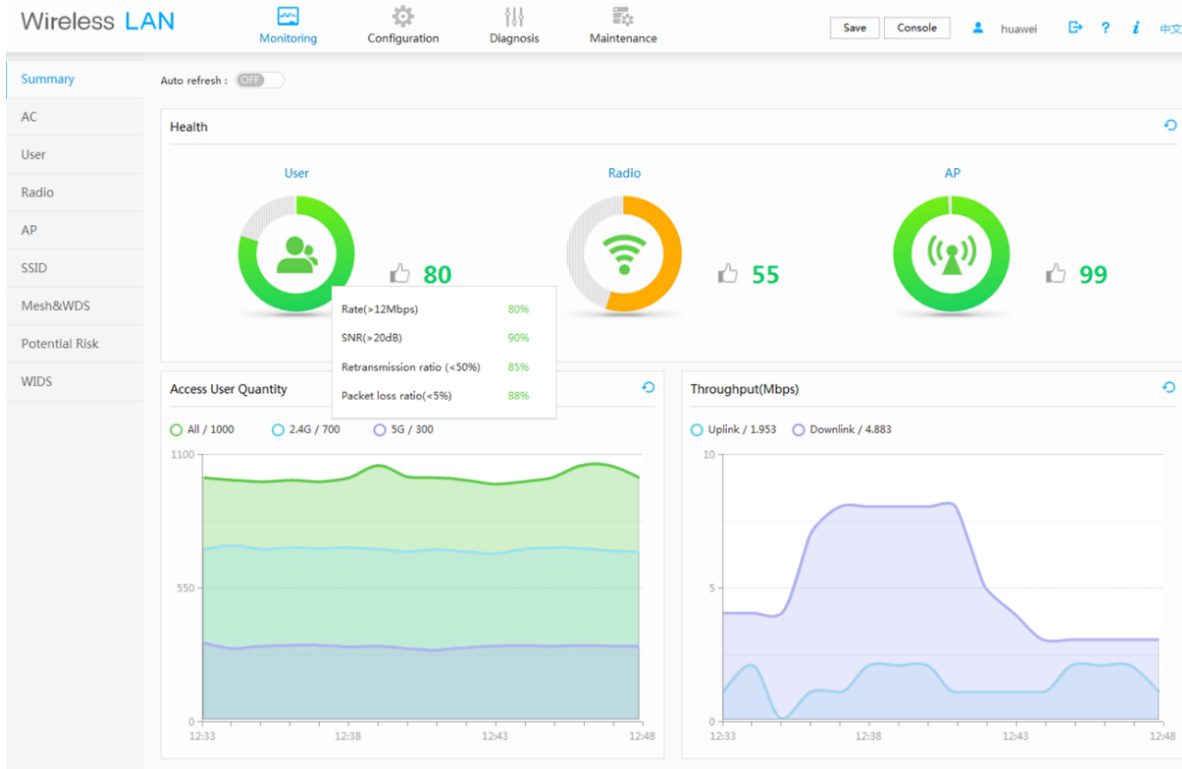 Wireless LAN
Monitoring
Configuration
Diagnosis
Maintenance
Save
Console
huawei
?
i
中文
Summary
AC
User
Radio
AP
SSID
Mesh&WDS
Potential Risk
WIDS
Auto refresh : OFF
Health
User
Radio
AP
80
55
99
Rate(>12Mbps) 80%
SNR(>20dB) 90%
Retransmission ratio (<50%) 85%
Packet loss ratio(<5%) 88%
Access User Quantity
All / 1000
2.4G / 700
5G / 300
1100
550
0
12:33
12:38
12:43
12:48
Throughput(Mbps)
Uplink / 1.953
Downlink / 4.883
10
5
0
12:33
12:38
12:43
12:48